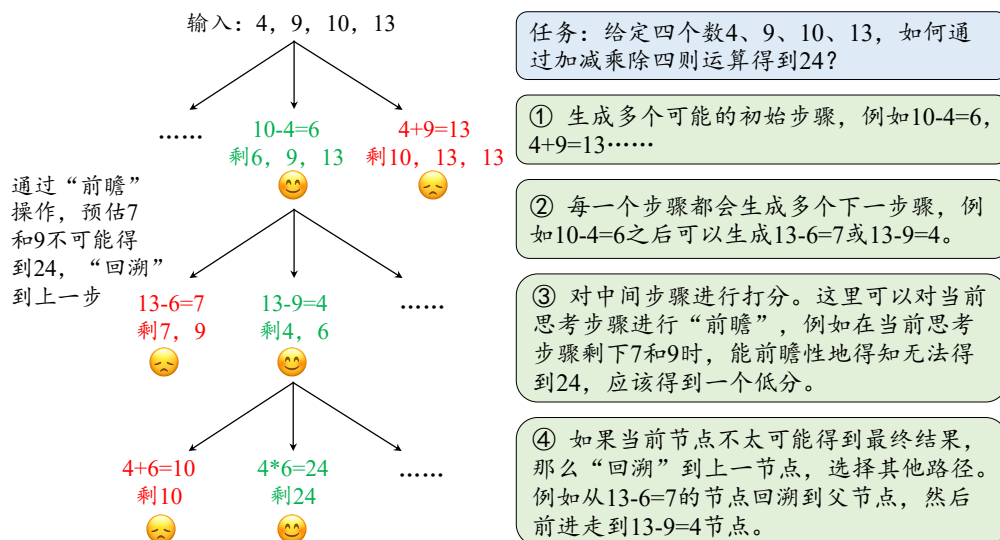 输入：4，9，10，13
……
10-4=6
剩6，9，13
4+9=13
剩10，13，13
通过“前瞻”
操作，预估7
和9不可能得
到24，“回溯”
到上一步
13-6=7
剩7，9
13-9=4
剩4，6
……
4+6=10
剩10
4*6=24
剩24
……
任务：给定四个数4、9、10、13，如何通
过加减乘除四则运算得到24？
① 生成多个可能的初始步骤，例如10-4=6，
4+9=13……
② 每一个步骤都会生成多个下一步骤，例
如10-4=6之后可以生成13-6=7或13-9=4。
③ 对中间步骤进行打分。这里可以对当前
思考步骤进行“前瞻”，例如在当前思考
步骤剩下7和9时，能前瞻性地得知无法得
到24，应该得到一个低分。
④ 如果当前节点不太可能得到最终结果，
那么“回溯”到上一节点，选择其他路径。
例如从13-6=7的节点回溯到父节点，然后
前进走到13-9=4节点。